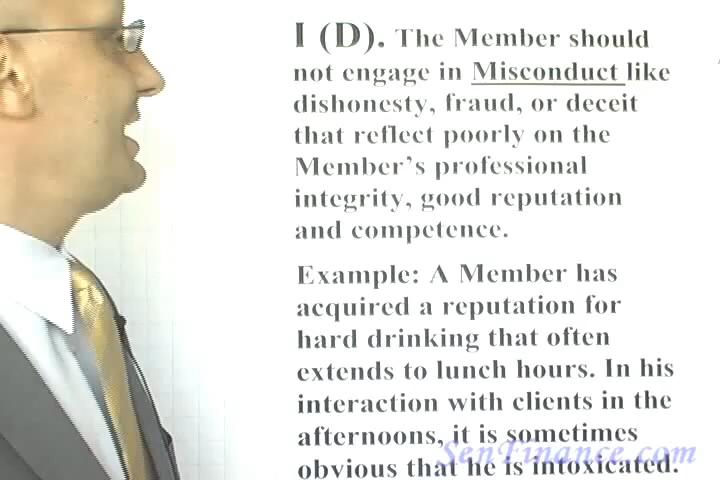 I (D). The Member should
not engage in Misconduct like
dishonesty, fraud, or deceit
that reflect poorly on the
Member's professional
integrity, good reputation
and competence.
Example: A Member has
acquired a reputation for
hard drinking that often
extends to lunch hours. In his
interaction with clients in the
afternoons, it is sometimes
obvious that he is intoxicated.
SenFinance.com